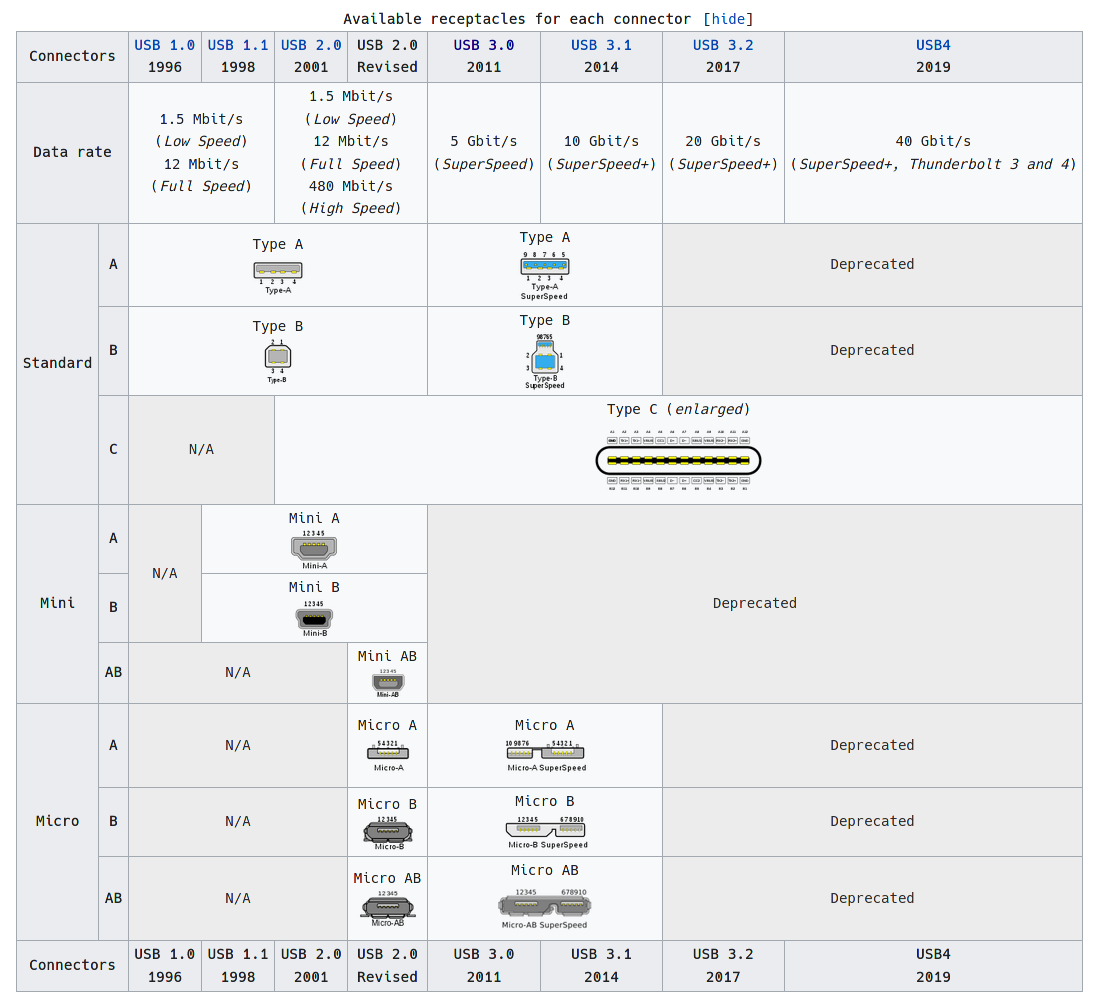 Available receptacles for each connector [hide]
Connectors USB 1.0 1996 USB 1.1 1998 USB 2.0 2001 USB 2.0 Revised USB 3.0 2011 USB 3.1 2014 USB 3.2 2017 USB4 2019
Data rate
1.5 Mbit/s
(Low Speed)
12 Mbit/s
(Full Speed)
1.5 Mbit/s
(Low Speed)
12 Mbit/s
(Full Speed)
480 Mbit/s
(High Speed)
5 Gbit/s
(SuperSpeed)
10 Gbit/s
(SuperSpeed+)
20 Gbit/s
(SuperSpeed+)
40 Gbit/s
(SuperSpeed+, Thunderbolt 3 and 4)
Standard
A
Type A
1 2 3 4
Type-A
Type A
9 8 7 6 5
1 2 3 4
Type-A
SuperSpeed
Deprecated
B
Type B
2 1
3 4
Type-B
Type B
98765
2 1
3 4
Type-B
SuperSpeed
Deprecated
C
N/A
Type C (enlarged)
Mini
A
N/A
Mini A
12345
Mini-A
Deprecated
B
Mini B
12345
Mini-B
AB
N/A
Mini AB
12345
Mini-AB
Micro
A
N/A
Micro A
54321
Micro-A
Micro A
109876 54321
Micro-A SuperSpeed
Deprecated
B
N/A
Micro B
12345
Micro-B
Micro B
12345 678910
Micro-B SuperSpeed
Deprecated
AB
N/A
Micro AB
12345
Micro-AB
Micro AB
12345 678910
Micro-AB SuperSpeed
Deprecated
Connectors USB 1.0 1996 USB 1.1 1998 USB 2.0 2001 USB 2.0 Revised USB 3.0 2011 USB 3.1 2014 USB 3.2 2017 USB4 2019